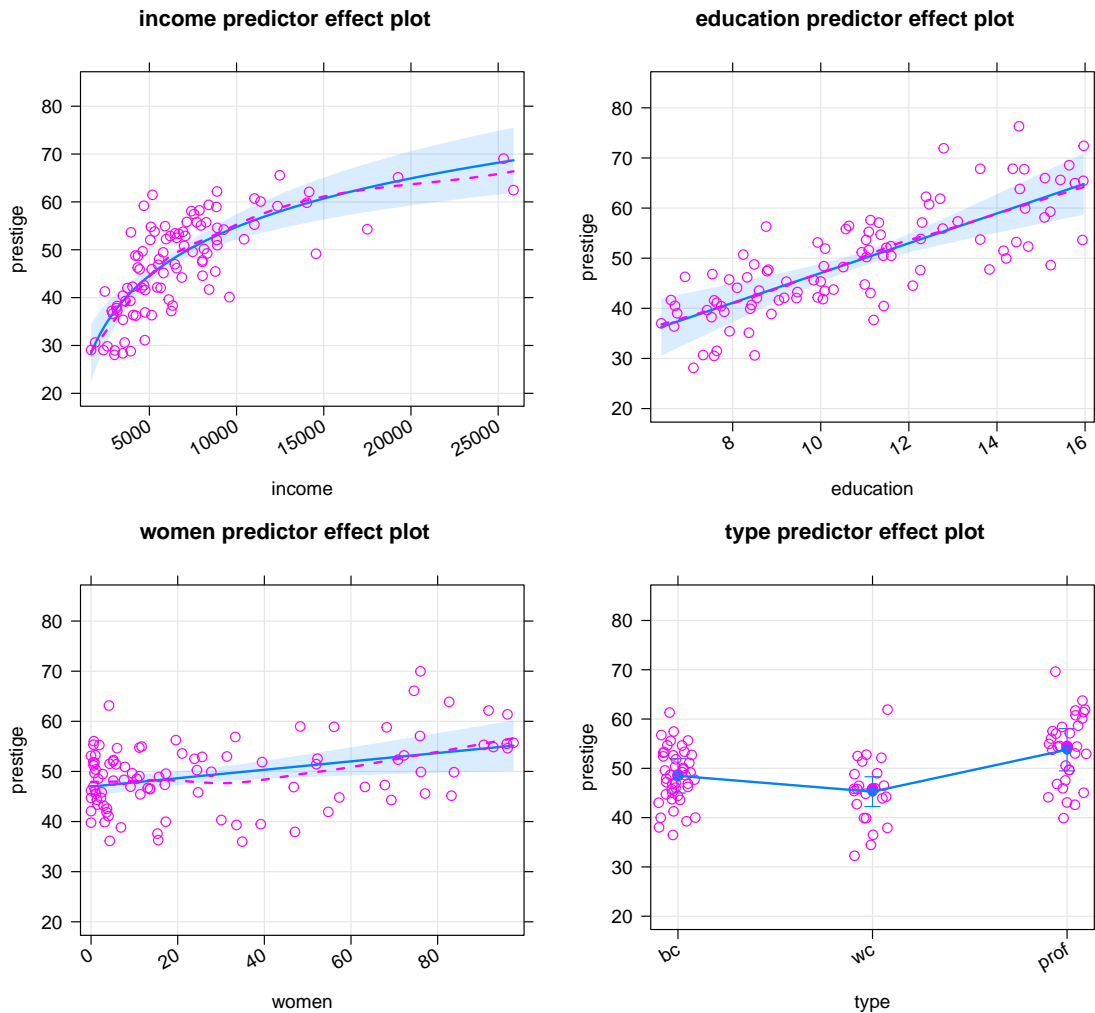 income predictor effect plot
prestige
80
70
60
50
40
30
20
5000 10000 15000 20000 25000
income
education predictor effect plot
prestige
80
70
60
50
40
30
20
8 10 12 14 16
education
women predictor effect plot
prestige
80
70
60
50
40
30
20
0 20 40 60 80
women
type predictor effect plot
prestige
80
70
60
50
40
30
20
bc wc prof
type